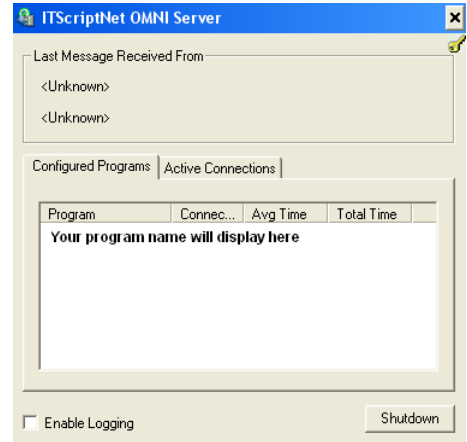 ITScriptNet OMNI Server
Last Message Received From
<Unknown>
<Unknown>
Configured Programs Active Connections
Program Connec... Avg Time Total Time
Your program name will display here
Enable Logging Shutdown